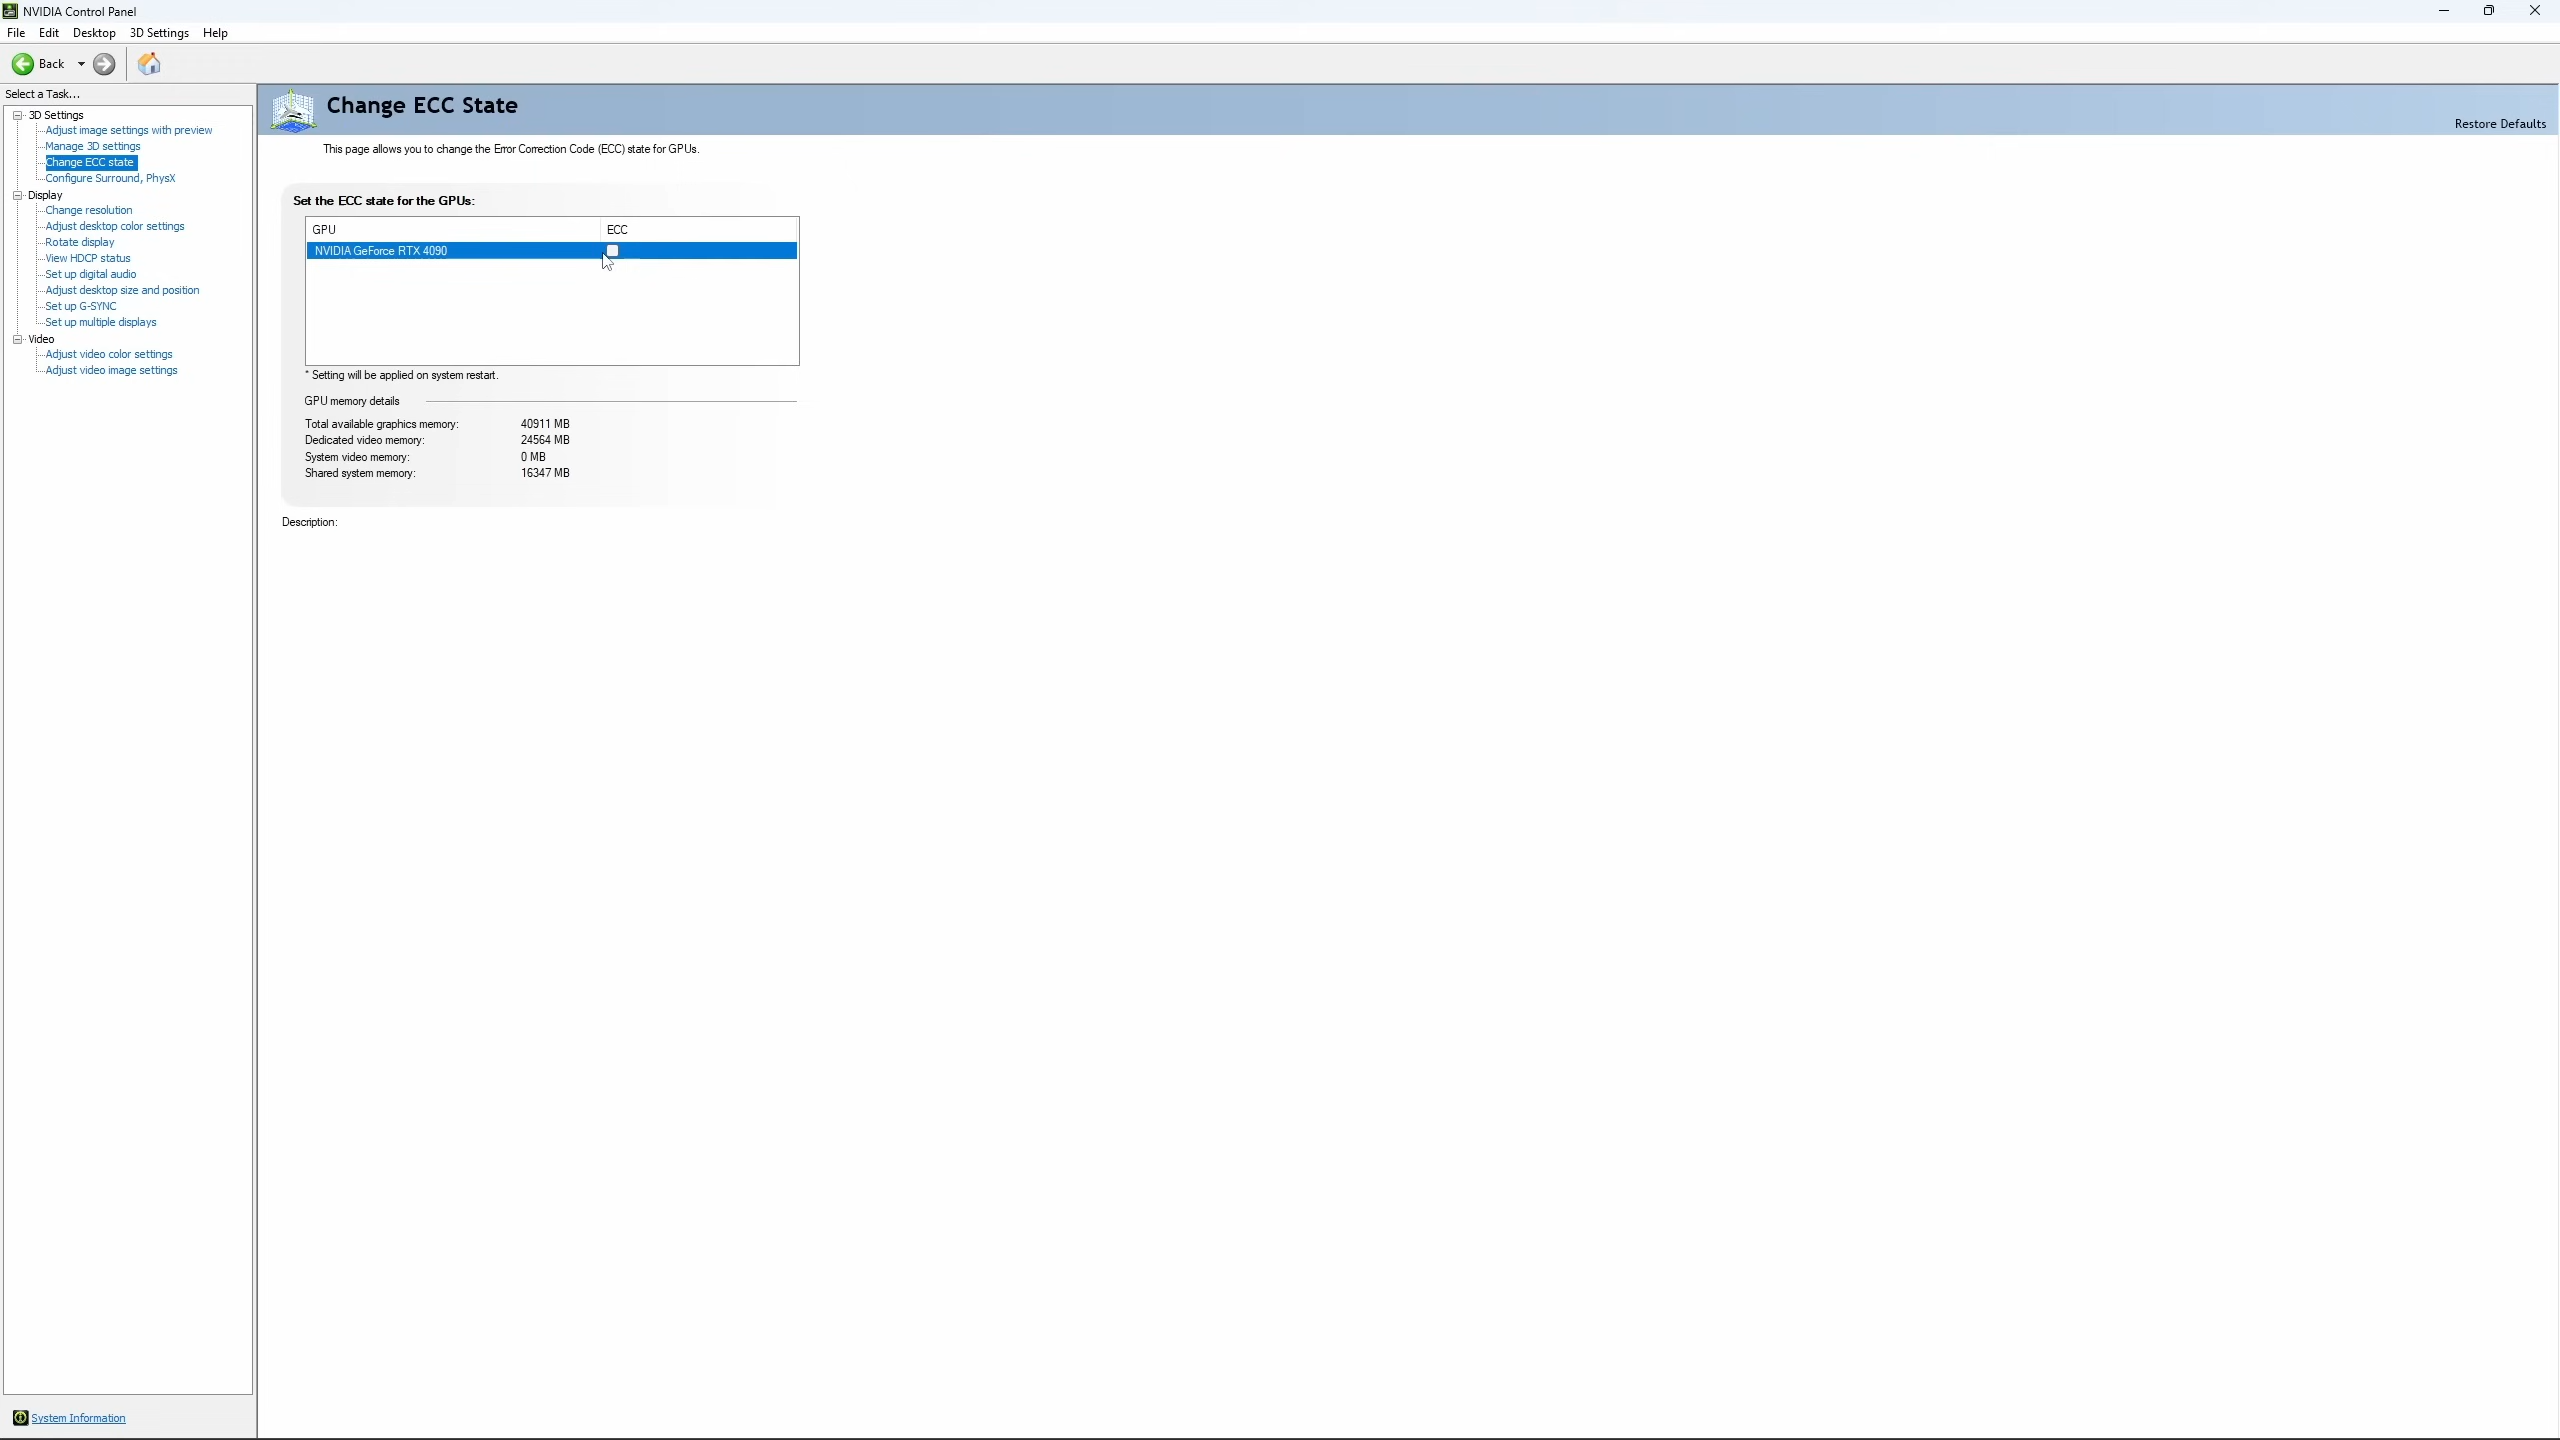 NVIDIA Control Panel
File Edit Desktop 3D Settings Help
Back
Select a Task...
3D Settings
Adjust image settings with preview
Manage 3D settings
Change ECC state
Configure Surround, PhysX
Display
Change resolution
Adjust desktop color settings
Rotate display
View HDCP status
Set up digital audio
Adjust desktop size and position
Set up G-SYNC
Set up multiple displays
Video
Adjust video color settings
Adjust video image settings
System Information
Change ECC State
Restore Defaults
This page allows you to change the Error Correction Code (ECC) state for GPUs.
Set the ECC state for the GPUs:
GPU ECC
NVIDIA GeForce RTX 4090
* Setting will be applied on system restart.
GPU memory details
Total available graphics memory: 40911 MB
Dedicated video memory: 24564 MB
System video memory: 0 MB
Shared system memory: 16347 MB
Description: